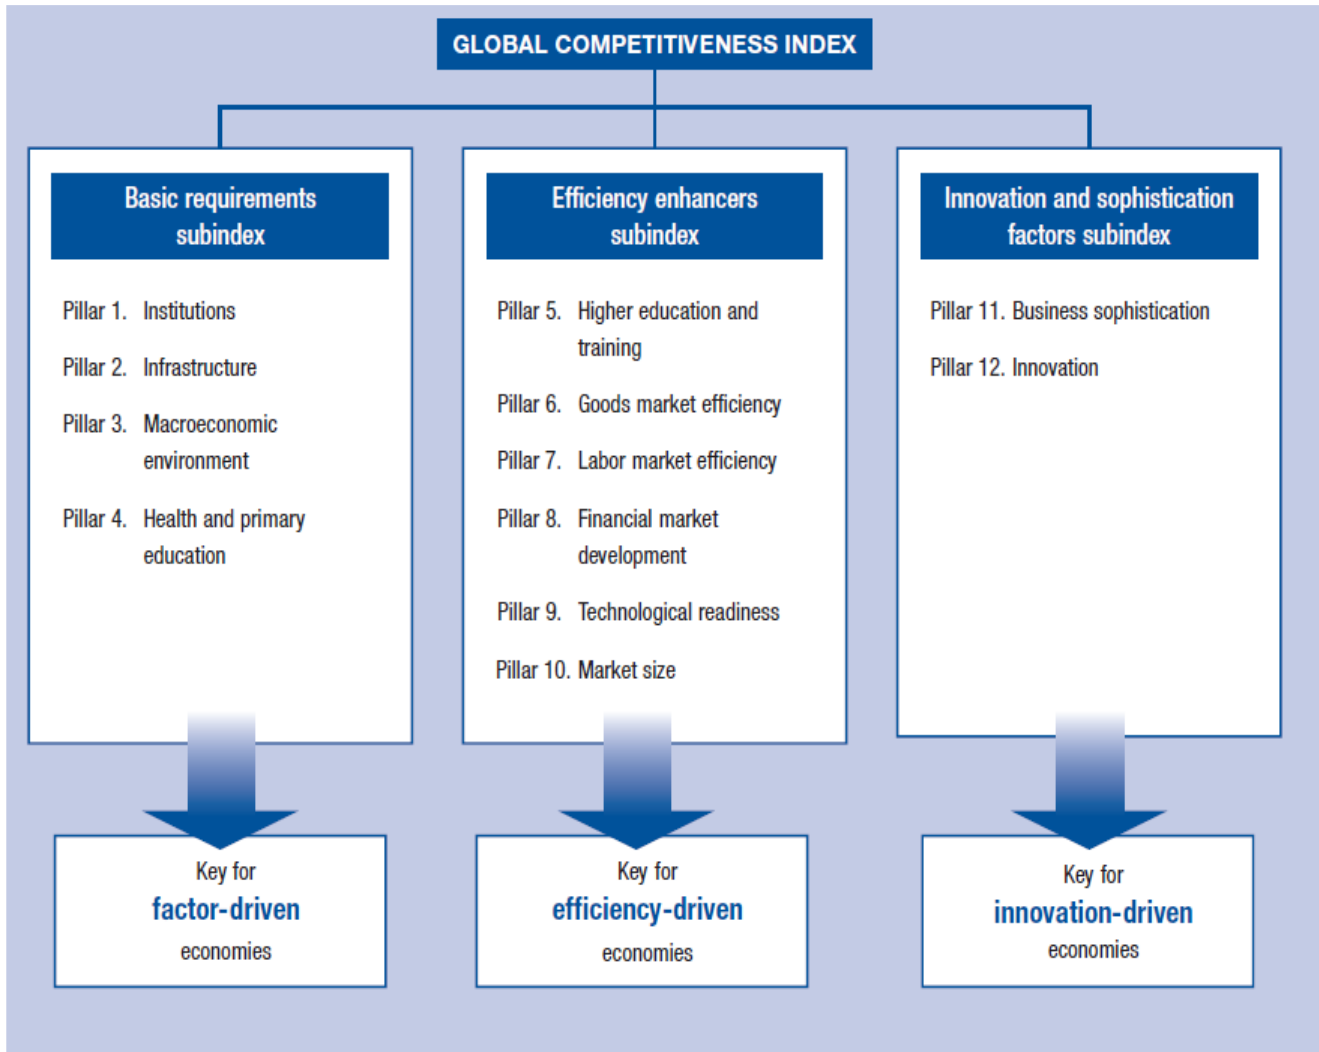 GLOBAL COMPETITIVENESS INDEX
Basic requirements
subindex
Pillar 1. Institutions
Pillar 2. Infrastructure
Pillar 3. Macroeconomic
environment
Pillar 4. Health and primary
education
Key for
factor-driven
economies
Efficiency enhancers
subindex
Pillar 5. Higher education and
training
Pillar 6. Goods market efficiency
Pillar 7. Labor market efficiency
Pillar 8. Financial market
development
Pillar 9. Technological readiness
Pillar 10. Market size
Key for
efficiency-driven
economies
Innovation and sophistication
factors subindex
Pillar 11. Business sophistication
Pillar 12. Innovation
Key for
innovation-driven
economies